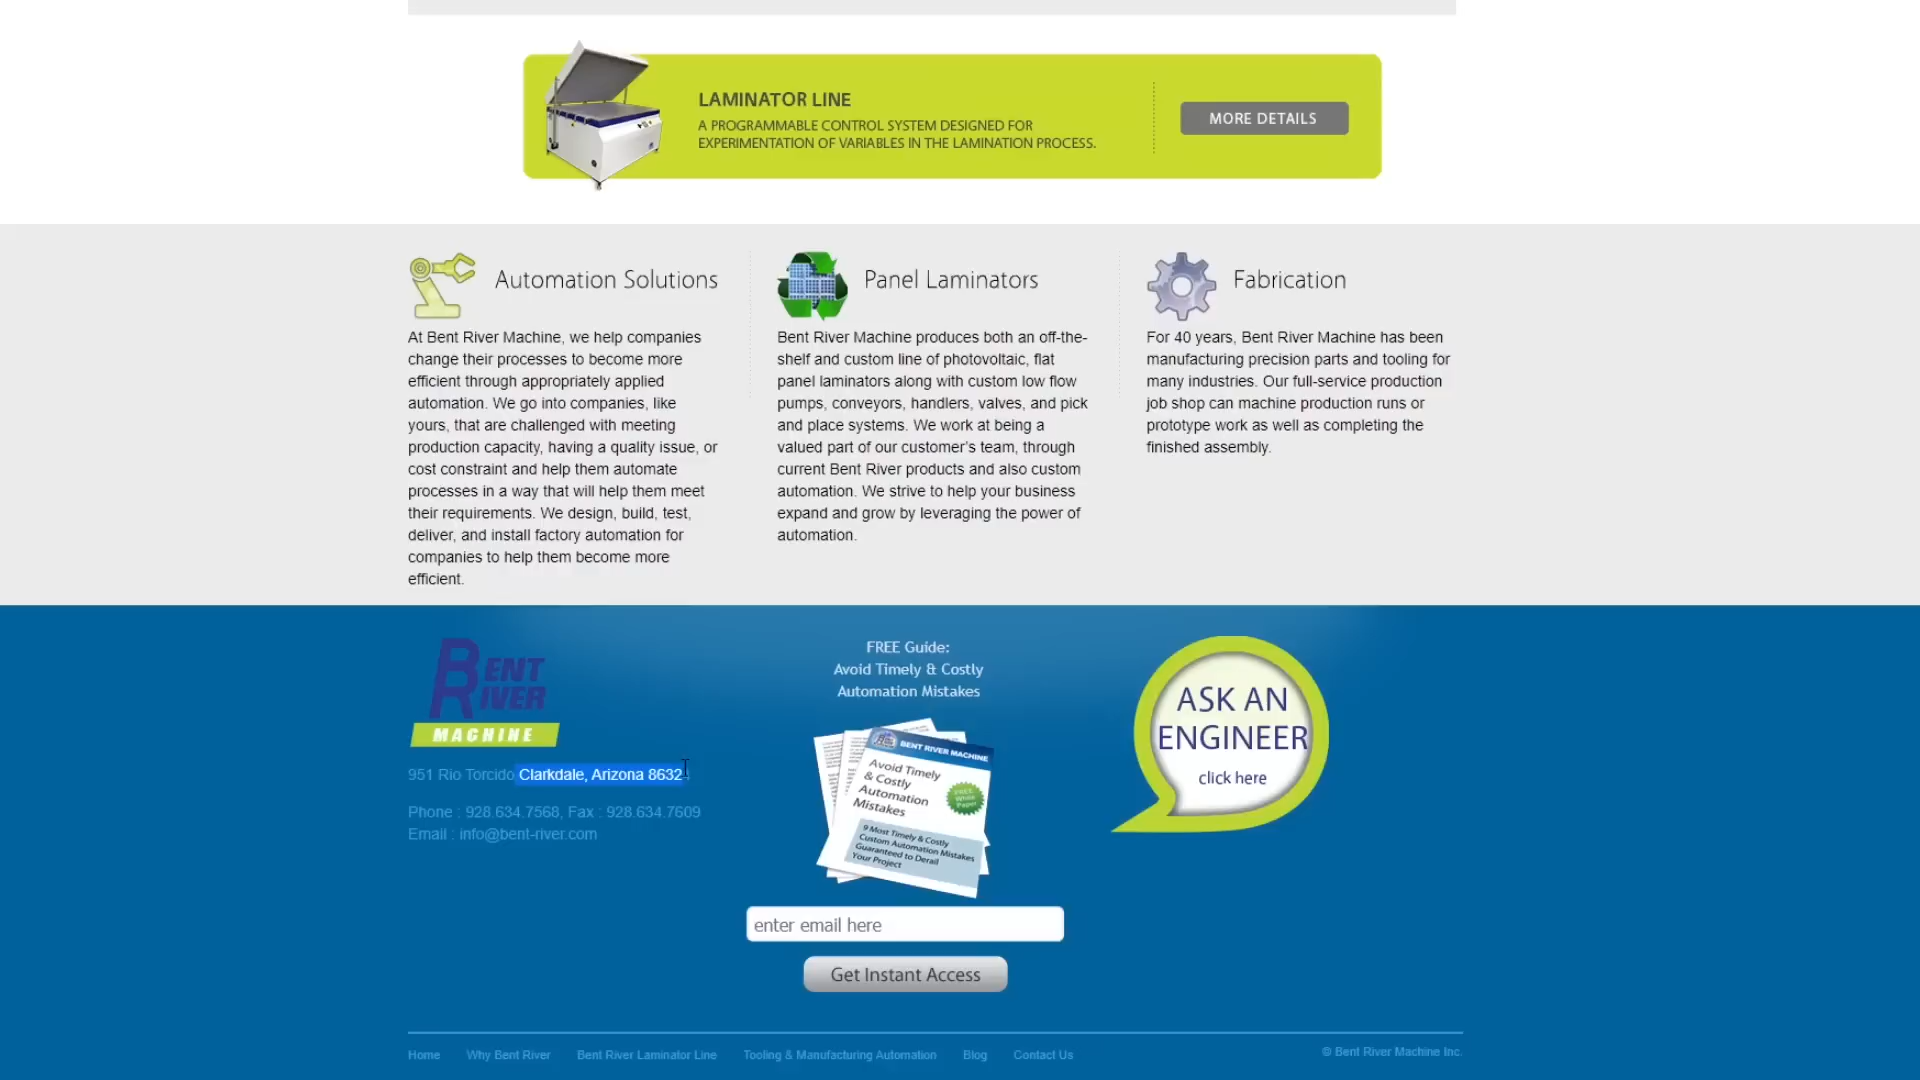 LAMINATOR LINE
A PROGRAMMABLE CONTROL SYSTEM DESIGNED FOR
EXPERIMENTATION OF VARIABLES IN THE LAMINATION PROCESS.
MORE DETAILS
Automation Solutions
At Bent River Machine, we help companies
change their processes to become more
efficient through appropriately applied
automation. We go into companies, like
yours, that are challenged with meeting
production capacity, having a quality issue, or
cost constraint and help them automate
processes in a way that will help them meet
their requirements. We design, build, test,
deliver, and install factory automation for
companies to help them become more
efficient.
Panel Laminators
Bent River Machine produces both an off-the-
shelf and custom line of photovoltaic, flat
panel laminators along with custom low flow
pumps, conveyors, handlers, valves, and pick
and place systems. We work at being a
valued part of our customer's team, through
current Bent River products and also custom
automation. We strive to help your business
expand and grow by leveraging the power of
automation.
Fabrication
For 40 years, Bent River Machine has been
manufacturing precision parts and tooling for
many industries. Our full-service production
job shop can machine production runs or
prototype work as well as completing the
finished assembly.
BENT
RIVER
MACHINE
951 Rio Torcido Clarkdale, Arizona 8632
Phone : 928.634.7568, Fax : 928.634.7609
Email : info@bent-river.com
FREE Guide:
Avoid Timely & Costly
Automation Mistakes
BENT RIVER MACHINE
Avoid Timely
& Costly
Automation
Mistakes
FREE
White
Paper
9 Most Timely & Costly
Custom Automation Mistakes
Guaranteed to Derail
Your Project
enter email here
Get Instant Access
ASK AN
ENGINEER
click here
Home Why Bent River Bent River Laminator Line Tooling & Manufacturing Automation Blog Contact Us
© Bent River Machine Inc.